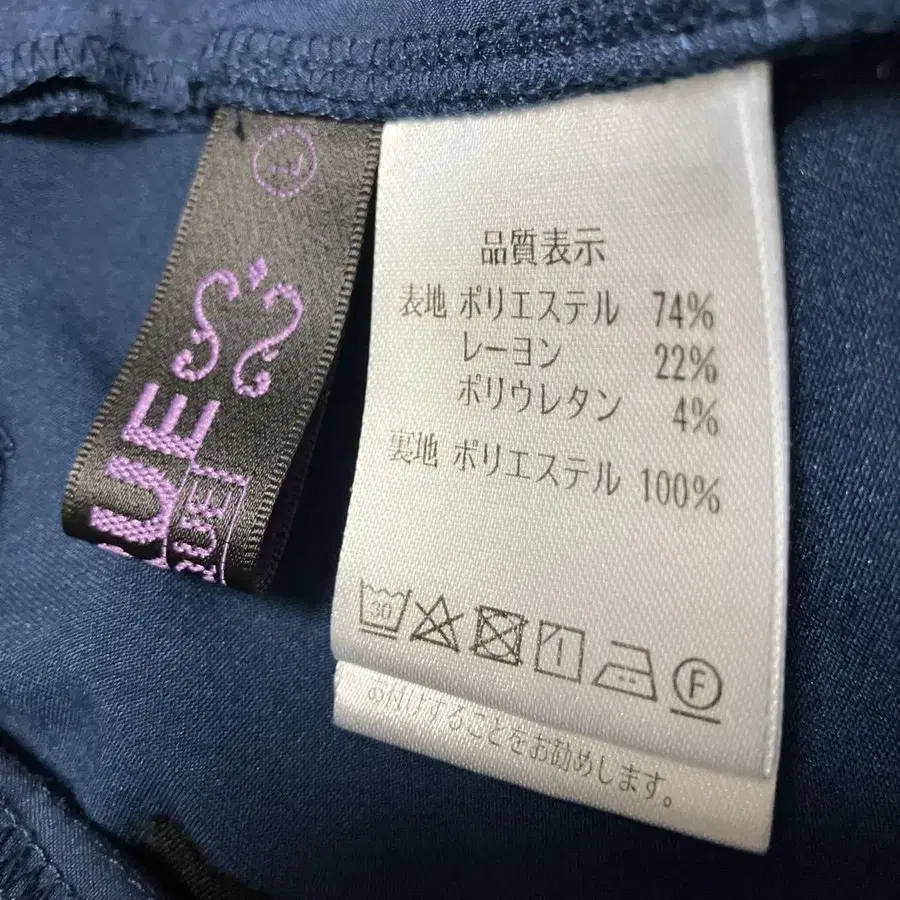 L
UE
品質表示
表地 ポリエステル 74%
レーヨン 22%
ポリウレタン 4%
裏地 ポリエステル 100%
30
F
お付けすることをお勧めします。